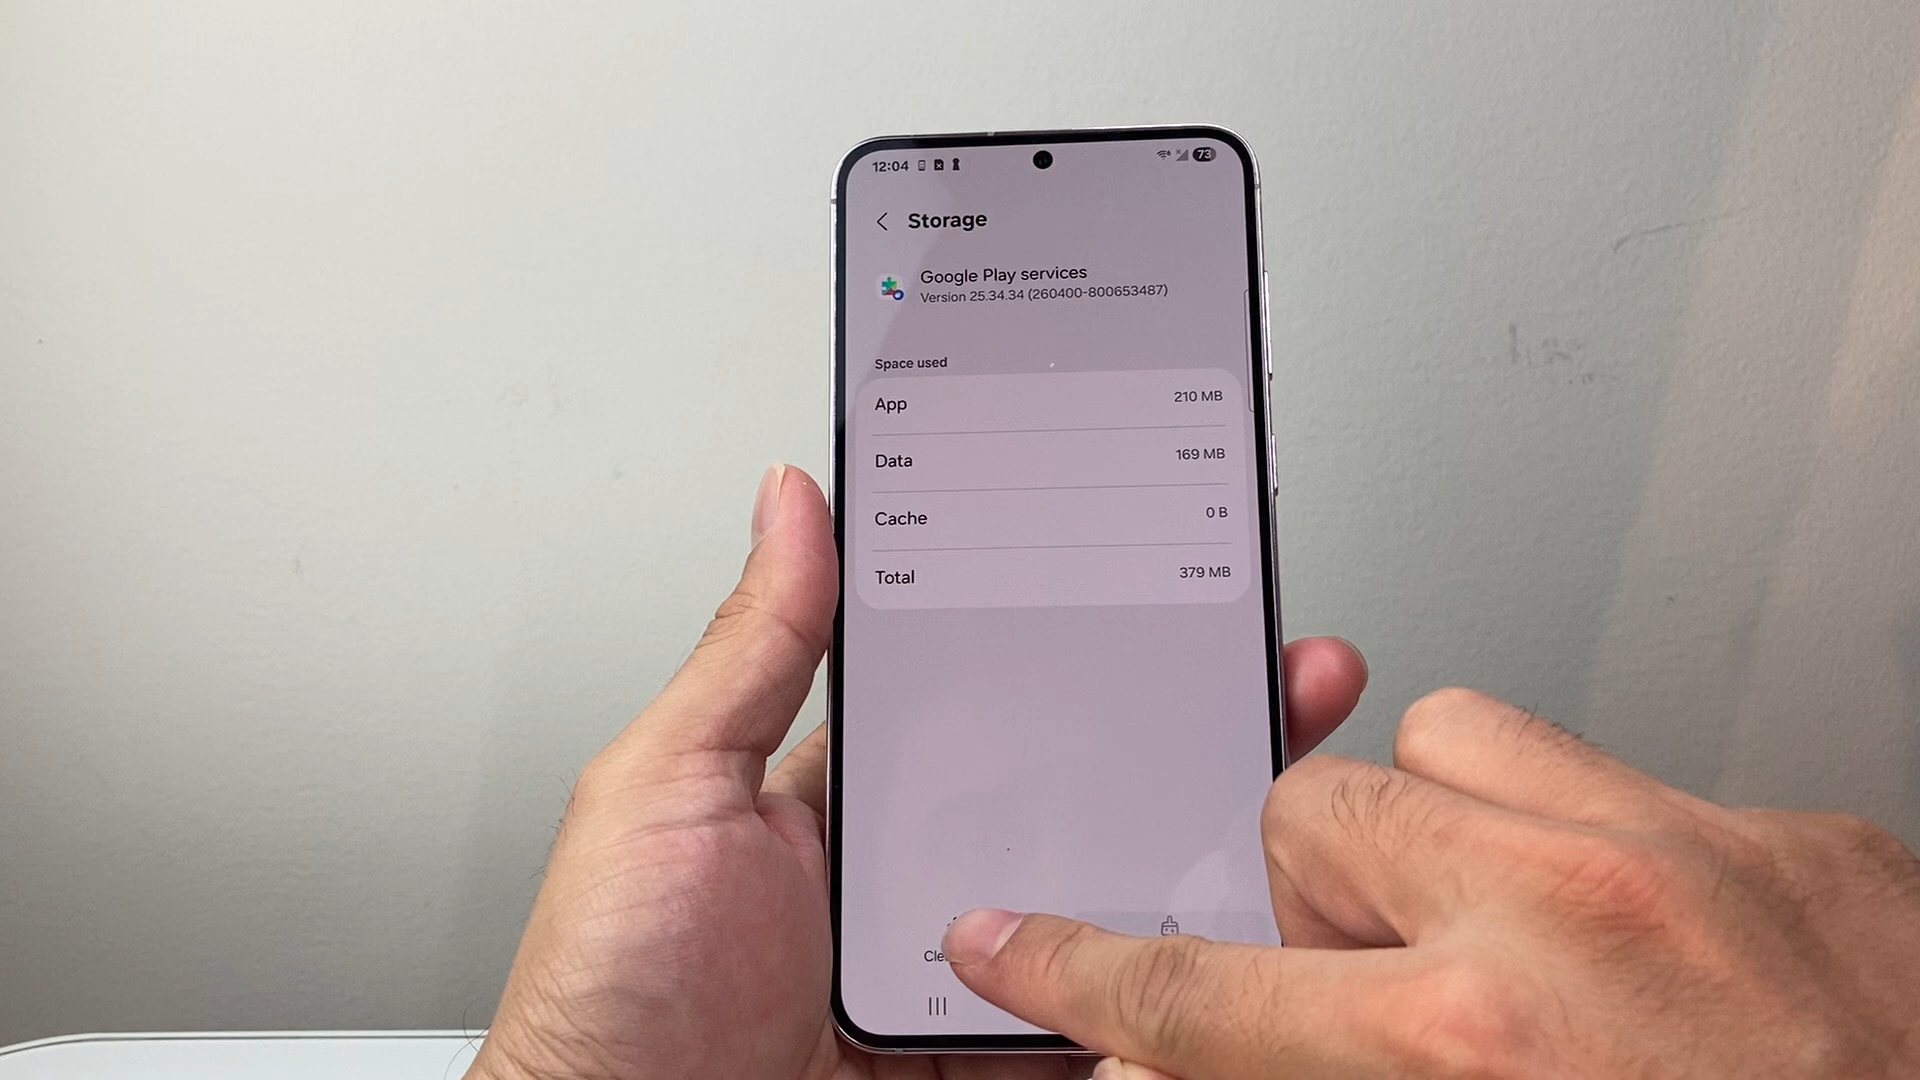 12:04
73
Storage
Google Play services
Version 25.34.34 (260400-800653487)
Space used
App 210 MB
Data 169 MB
Cache 0 B
Total 379 MB